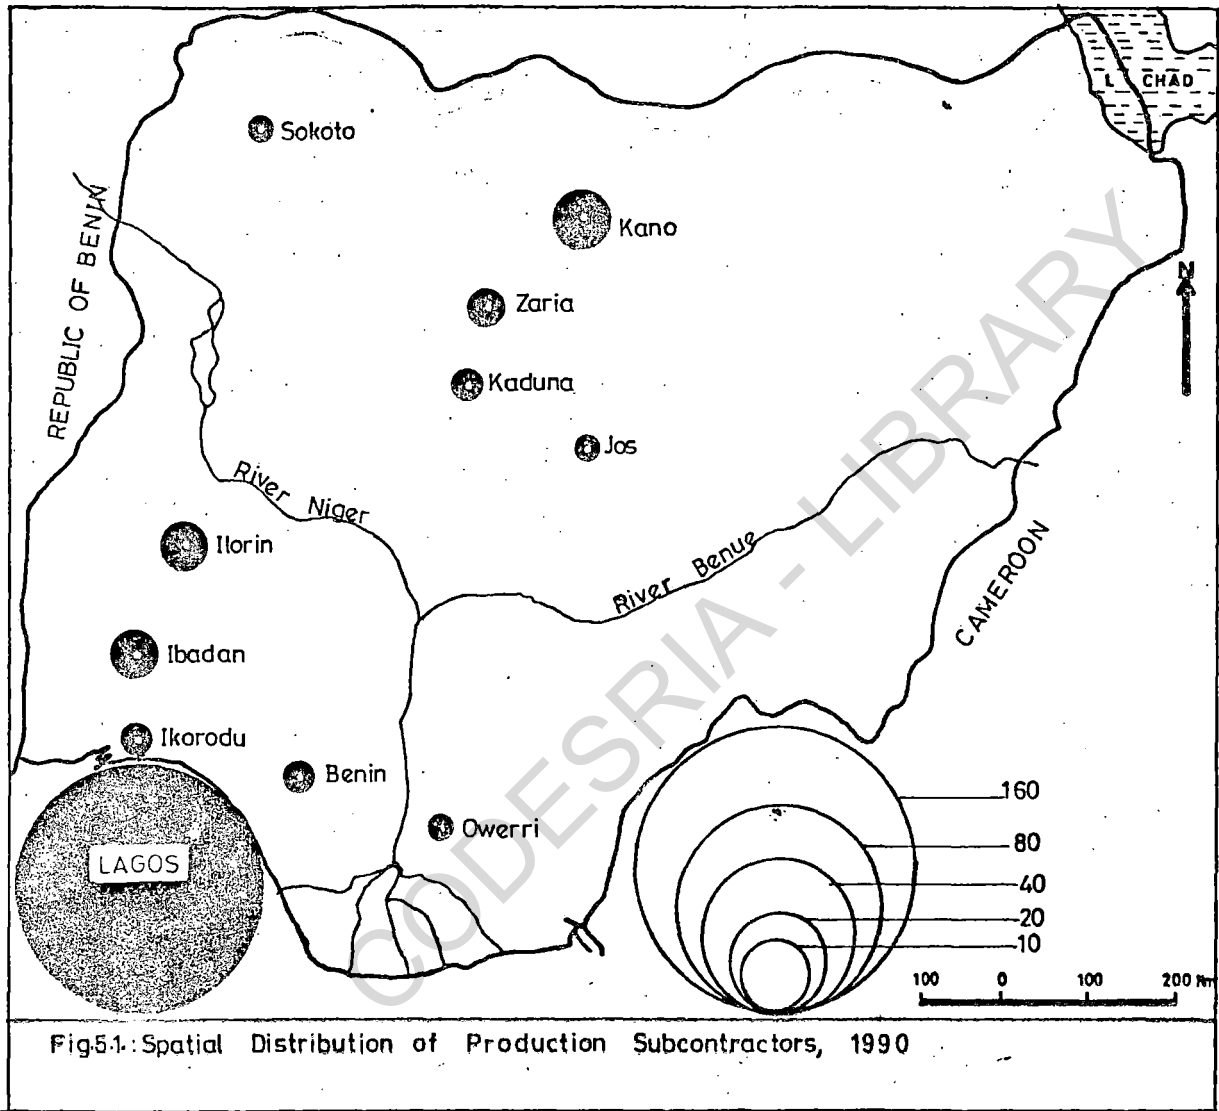 L CHAD
Sokoto
Kano
REPUBLIC OF BENIN
N
Zaria
Kaduna
Jos
River Niger
Ilorin
River Benue
CAMEROON
Ibadan
Ikorodu
Benin
Owerri
LAGOS
160
80
40
20
10
100 0 100 200 Km
Fig.5.1.: Spatial Distribution of Production Subcontractors, 1990
CODESRIA - LIBRARY